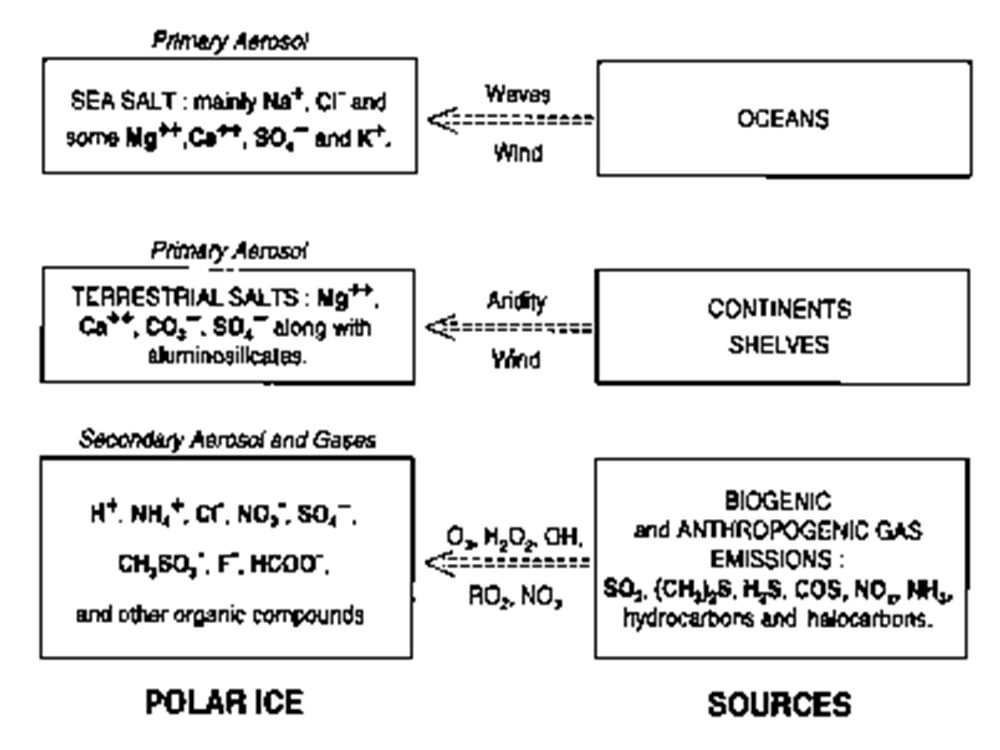 Primary Aerosol
SEA SALT : mainly Na⁺, Cl⁻ and
some Mg⁺⁺, Ca⁺⁺, SO₄⁻⁻ and K⁺.
Waves
Wind
OCEANS
Primary Aerosol
TERRESTRIAL SALTS : Mg⁺⁺,
Ca⁺⁺, CO₃⁻⁻, SO₄⁻⁻ along with
aluminosilicates.
Aridity
Wind
CONTINENTS
SHELVES
Secondary Aerosol and Gases
H⁺, NH₄⁺, Cl⁻, NO₃⁻, SO₄⁻⁻,
CH₃SO₃⁻, F⁻, HCOO⁻,
and other organic compounds
O₃, H₂O₂, OH,
RO₂, NO₃
BIOGENIC
and ANTHROPOGENIC GAS
EMISSIONS :
SO₂, (CH₃)₂S, H₂S, COS, NOₓ, NH₃,
hydrocarbons and halocarbons.
POLAR ICE
SOURCES